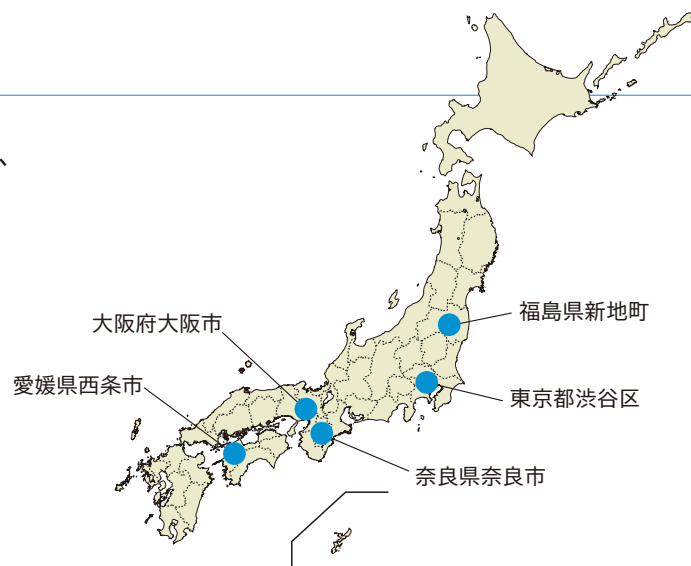 、
福島県新地町
大阪府大阪市
愛媛県西条市
東京都渋谷区
奈良県奈良市